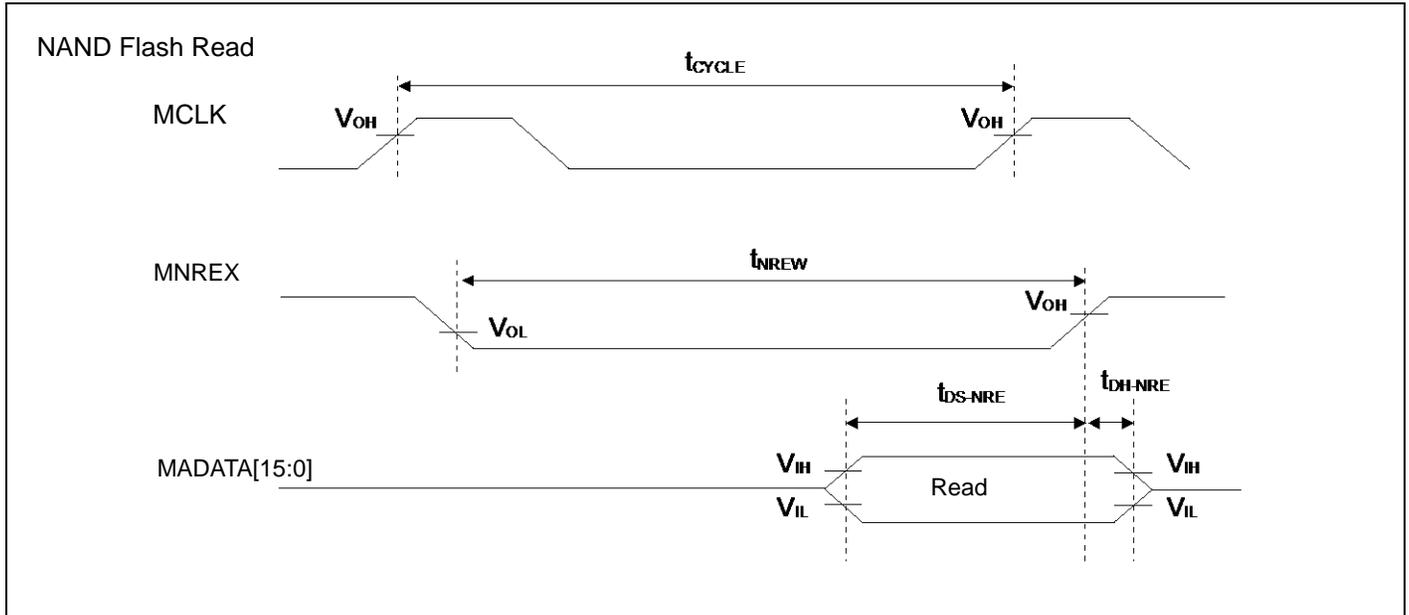 NAND Flash Read
tCYCLE
MCLK
VOH
VOH
MNREX
tNREW
VOH
VOL
tDS-NRE
tDH-NRE
MADATA[15:0]
VIH
VIH
Read
VIL
VIL